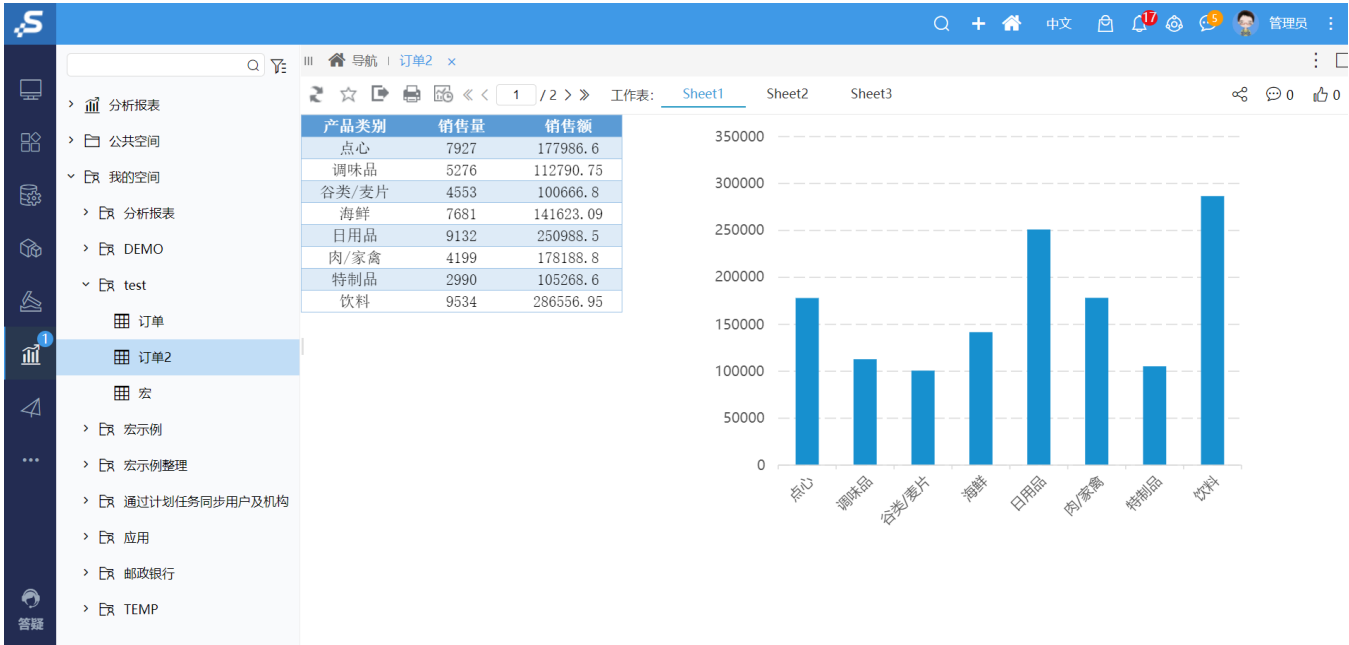 S
中文 17 5 管理员
导航 订单2 ×
1 / 2 工作表: Sheet1 Sheet2 Sheet3 0 0
分析报表
公共空间
我的空间
分析报表
DEMO
test
订单
订单2
宏
宏示例
宏示例整理
通过计划任务同步用户及机构
应用
邮政银行
TEMP
1
答疑
产品类别 销售量 销售额
点心 7927 177986.6
调味品 5276 112790.75
谷类/麦片 4553 100666.8
海鲜 7681 141623.09
日用品 9132 250988.5
肉/家禽 4199 178188.8
特制品 2990 105268.6
饮料 9534 286556.95
350000
300000
250000
200000
150000
100000
50000
0
点心 调味品 谷类/麦片 海鲜 日用品 肉/家禽 特制品 饮料